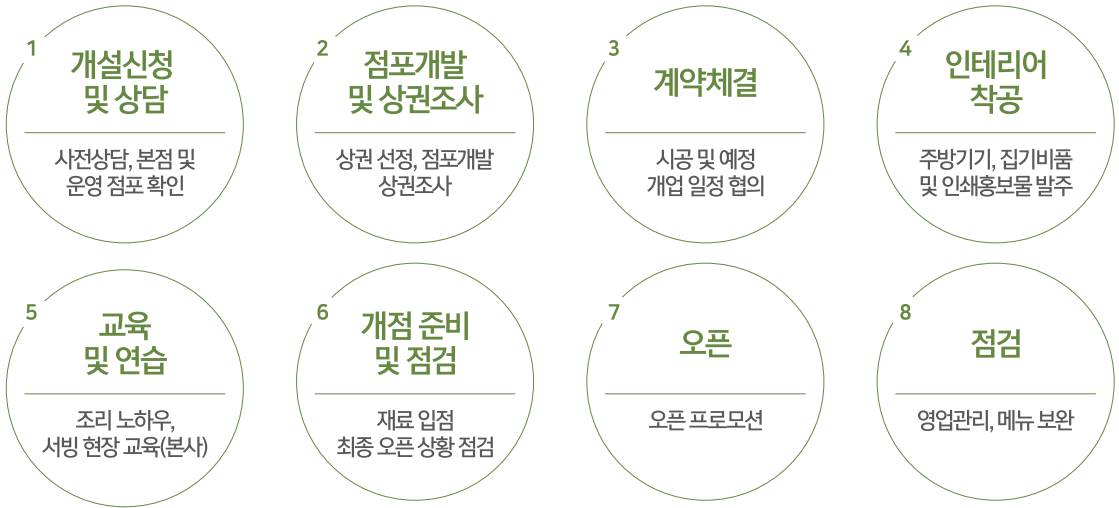 1
개설신청
및 상담
사전상담, 본점 및
운영 점포 확인
2
점포개발
및 상권조사
상권 선정, 점포개발
상권조사
3
계약체결
시공 및 예정
개업 일정 협의
4
인테리어
착공
주방기기, 집기비품
및 인쇄홍보물 발주
5
교육
및 연습
조리 노하우,
서빙 현장 교육(본사)
6
개점 준비
및 점검
재료 입점
최종 오픈 상황 점검
7
오픈
오픈 프로모션
8
점검
영업관리, 메뉴 보완